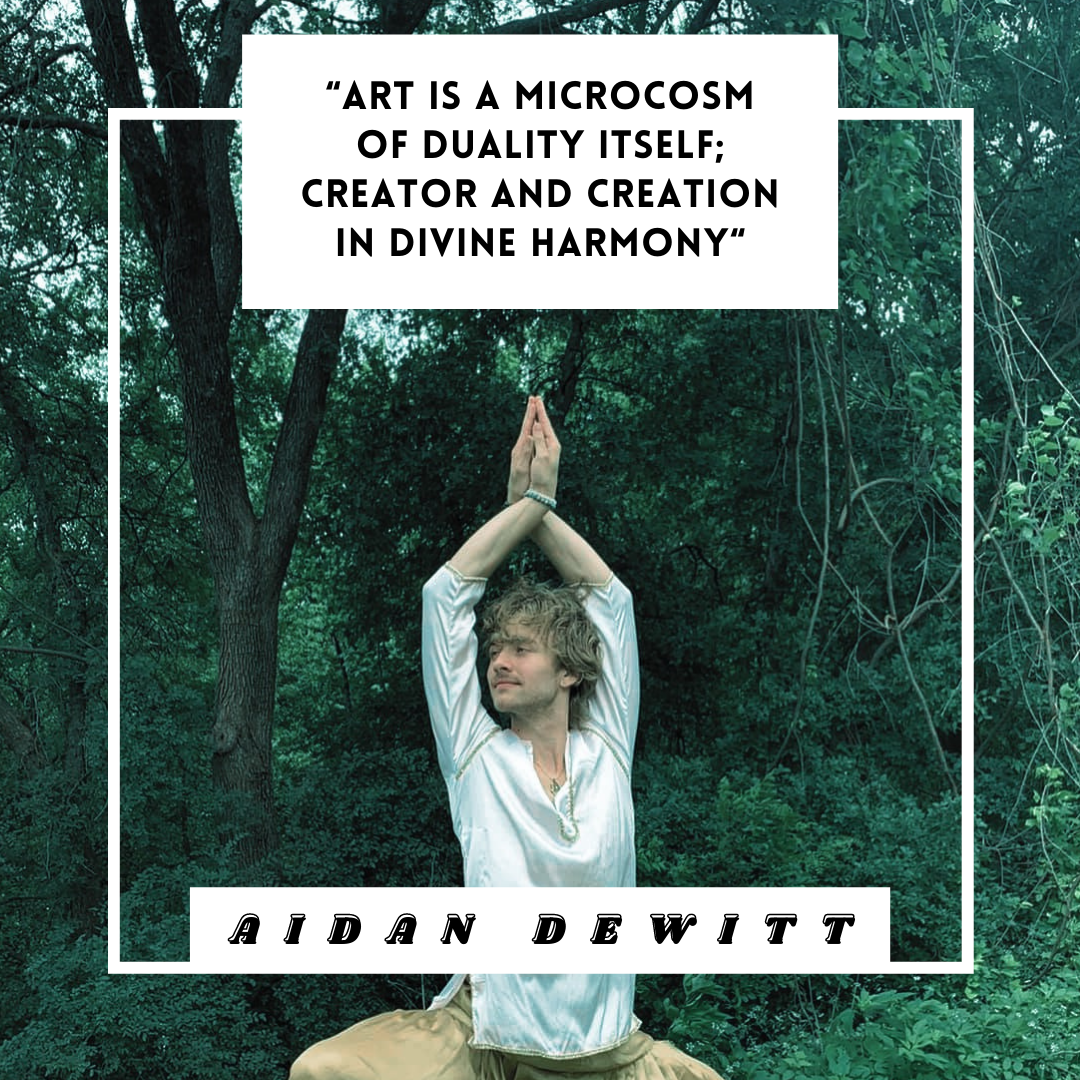 “ART IS A MICROCOSM
OF DUALITY ITSELF;
CREATOR AND CREATION
IN DIVINE HARMONY“
AIDAN DEWITT